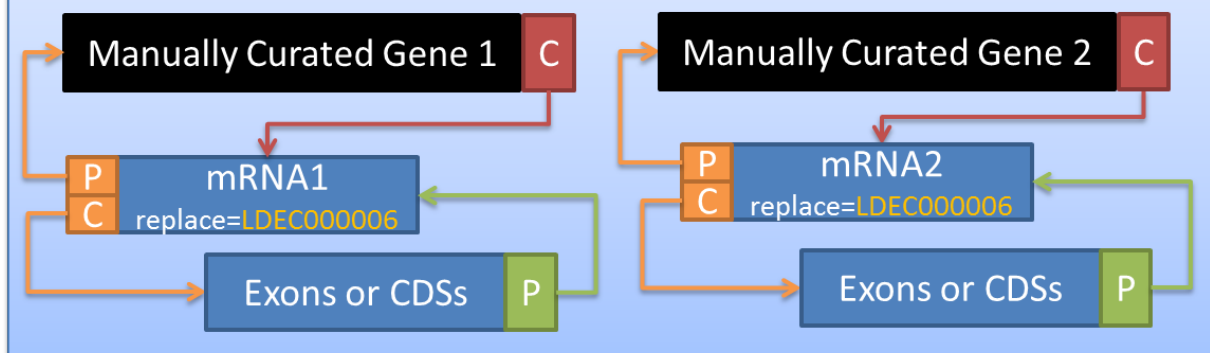 Manually Curated Gene 1 C
P mRNA1
C replace=LDEC000006
Exons or CDSs P
Manually Curated Gene 2 C
P mRNA2
C replace=LDEC000006
Exons or CDSs P